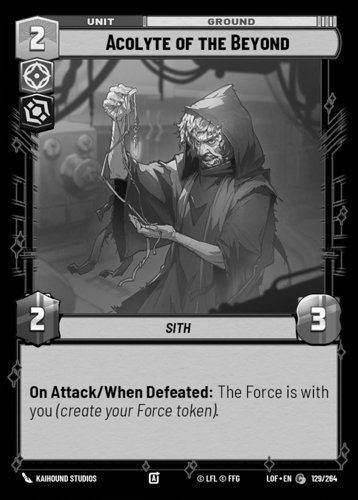 UNIT
GROUND
2
ACOLYTE OF THE BEYOND
2
3
SITH
On Attack/When Defeated: The Force is with
you (create your Force token).
KAIHOUND STUDIOS
© LFL © FFG
LOF • EN
C
129/264